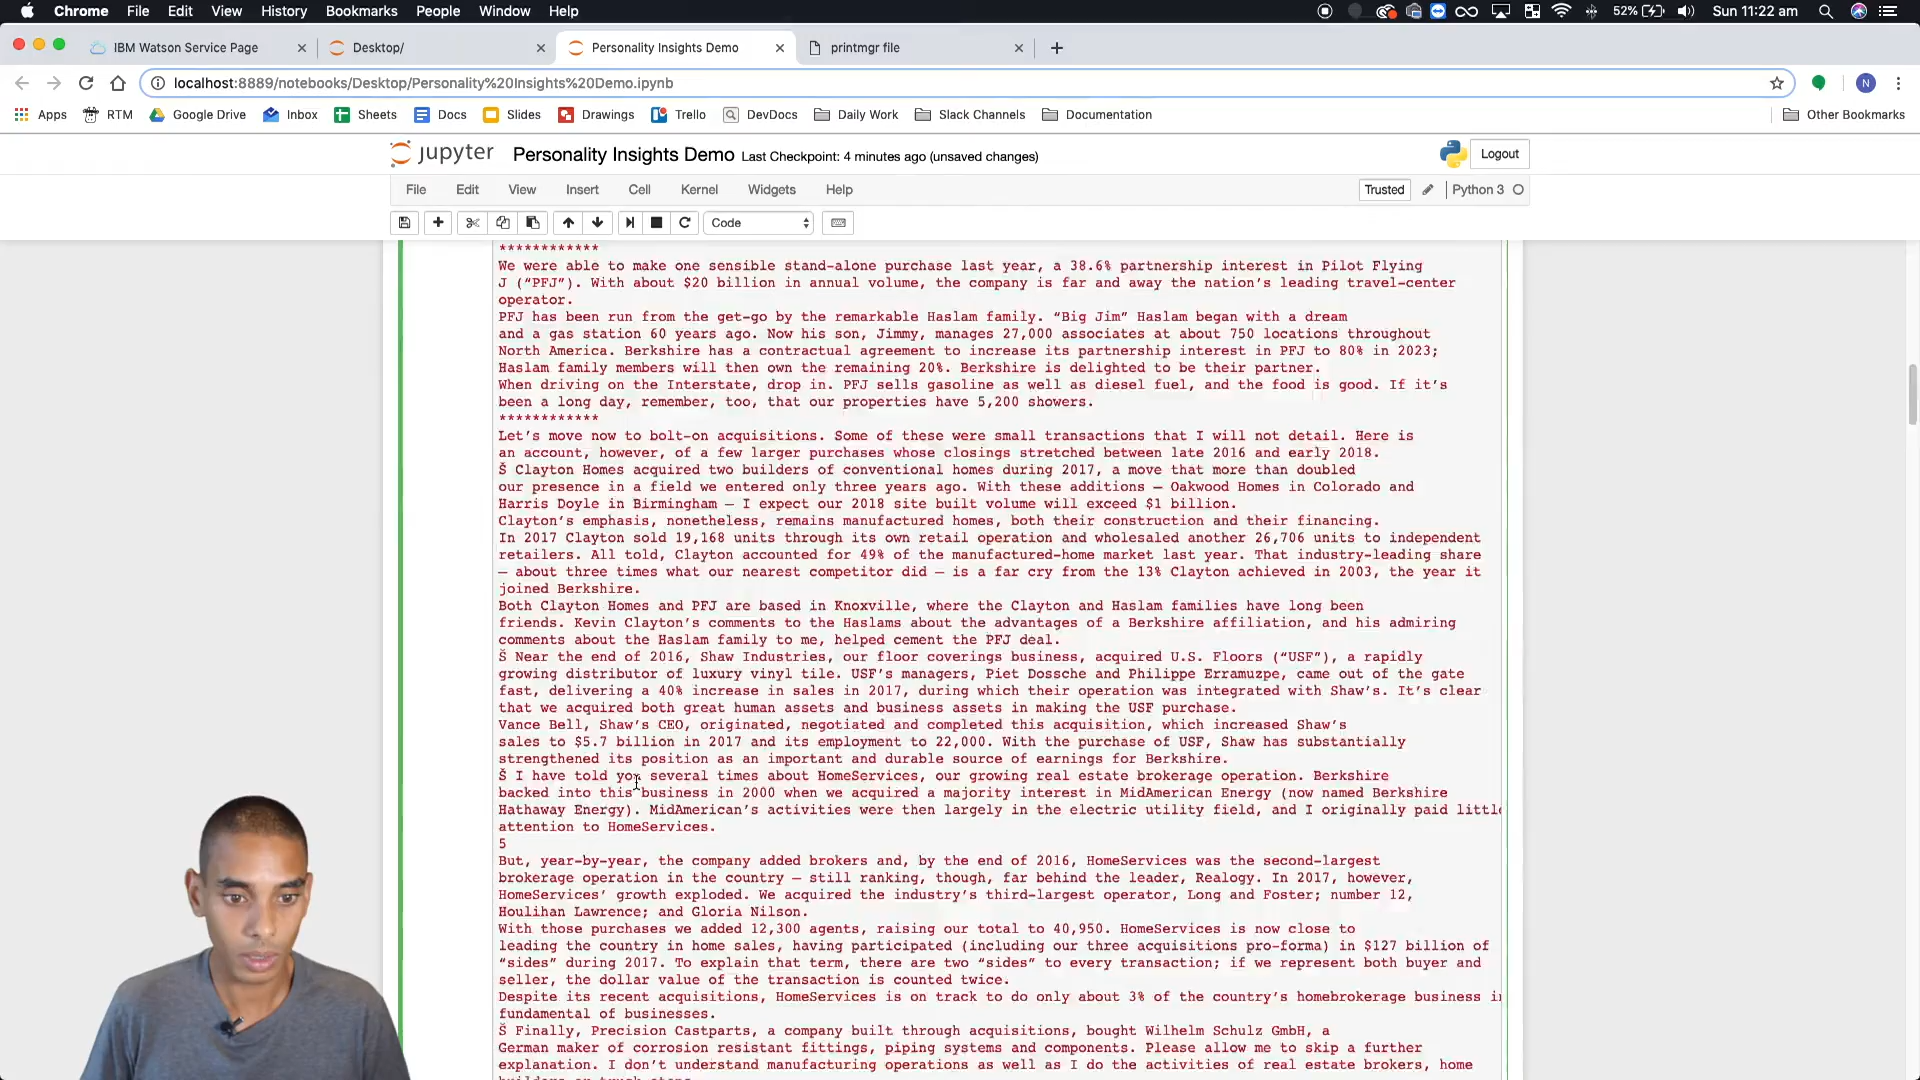 Chrome File Edit View History Bookmarks People Window Help 52% Sun 11:22 am
IBM Watson Service Page Desktop/ Personality Insights Demo printmgr file
localhost:8889/notebooks/Desktop/Personality%20Insights%20Demo.ipynb N
Apps RTM Google Drive Inbox Sheets Docs Slides Drawings Trello DevDocs Daily Work Slack Channels Documentation Other Bookmarks
jupyter Personality Insights Demo Last Checkpoint: 4 minutes ago (unsaved changes) Logout
File Edit View Insert Cell Kernel Widgets Help Trusted Python 3
Code
************
We were able to make one sensible stand-alone purchase last year, a 38.6% partnership interest in Pilot Flying
J (“PFJ”). With about $20 billion in annual volume, the company is far and away the nation’s leading travel-center
operator.
PFJ has been run from the get-go by the remarkable Haslam family. “Big Jim” Haslam began with a dream
and a gas station 60 years ago. Now his son, Jimmy, manages 27,000 associates at about 750 locations throughout
North America. Berkshire has a contractual agreement to increase its partnership interest in PFJ to 80% in 2023;
Haslam family members will then own the remaining 20%. Berkshire is delighted to be their partner.
When driving on the Interstate, drop in. PFJ sells gasoline as well as diesel fuel, and the food is good. If it’s
been a long day, remember, too, that our properties have 5,200 showers.
************
Let’s move now to bolt-on acquisitions. Some of these were small transactions that I will not detail. Here is
an account, however, of a few larger purchases whose closings stretched between late 2016 and early 2018.
Š Clayton Homes acquired two builders of conventional homes during 2017, a move that more than doubled
our presence in a field we entered only three years ago. With these additions – Oakwood Homes in Colorado and
Harris Doyle in Birmingham – I expect our 2018 site built volume will exceed $1 billion.
Clayton’s emphasis, nonetheless, remains manufactured homes, both their construction and their financing.
In 2017 Clayton sold 19,168 units through its own retail operation and wholesaled another 26,706 units to independent
retailers. All told, Clayton accounted for 49% of the manufactured-home market last year. That industry-leading share
– about three times what our nearest competitor did – is a far cry from the 13% Clayton achieved in 2003, the year it
joined Berkshire.
Both Clayton Homes and PFJ are based in Knoxville, where the Clayton and Haslam families have long been
friends. Kevin Clayton’s comments to the Haslams about the advantages of a Berkshire affiliation, and his admiring
comments about the Haslam family to me, helped cement the PFJ deal.
Š Near the end of 2016, Shaw Industries, our floor coverings business, acquired U.S. Floors (“USF”), a rapidly
growing distributor of luxury vinyl tile. USF’s managers, Piet Dossche and Philippe Erramuzpe, came out of the gate
fast, delivering a 40% increase in sales in 2017, during which their operation was integrated with Shaw’s. It’s clear
that we acquired both great human assets and business assets in making the USF purchase.
Vance Bell, Shaw’s CEO, originated, negotiated and completed this acquisition, which increased Shaw’s
sales to $5.7 billion in 2017 and its employment to 22,000. With the purchase of USF, Shaw has substantially
strengthened its position as an important and durable source of earnings for Berkshire.
Š I have told you several times about HomeServices, our growing real estate brokerage operation. Berkshire
backed into this business in 2000 when we acquired a majority interest in MidAmerican Energy (now named Berkshire
Hathaway Energy). MidAmerican’s activities were then largely in the electric utility field, and I originally paid little
attention to HomeServices.
5
But, year-by-year, the company added brokers and, by the end of 2016, HomeServices was the second-largest
brokerage operation in the country – still ranking, though, far behind the leader, Realogy. In 2017, however,
HomeServices’ growth exploded. We acquired the industry’s third-largest operator, Long and Foster; number 12,
Houlihan Lawrence; and Gloria Nilson.
With those purchases we added 12,300 agents, raising our total to 40,950. HomeServices is now close to
leading the country in home sales, having participated (including our three acquisitions pro-forma) in $127 billion of
“sides” during 2017. To explain that term, there are two “sides” to every transaction; if we represent both buyer and
seller, the dollar value of the transaction is counted twice.
Despite its recent acquisitions, HomeServices is on track to do only about 3% of the country’s homebrokerage business in
fundamental of businesses.
Š Finally, Precision Castparts, a company built through acquisitions, bought Wilhelm Schulz GmbH, a
German maker of corrosion resistant fittings, piping systems and components. Please allow me to skip a further
explanation. I don’t understand manufacturing operations as well as I do the activities of real estate brokers, home